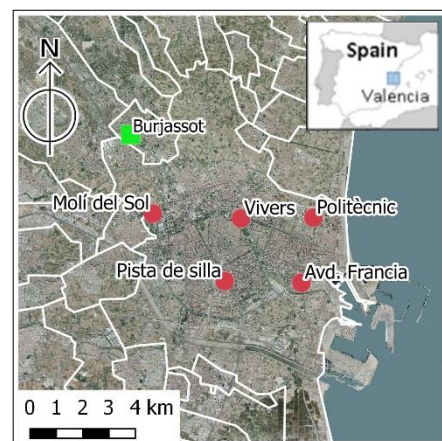 N
Spain
Valencia
Burjassot
Molí del Sol
Vivers
Politècnic
Pista de silla
Avd. Francia
0 1 2 3 4 km